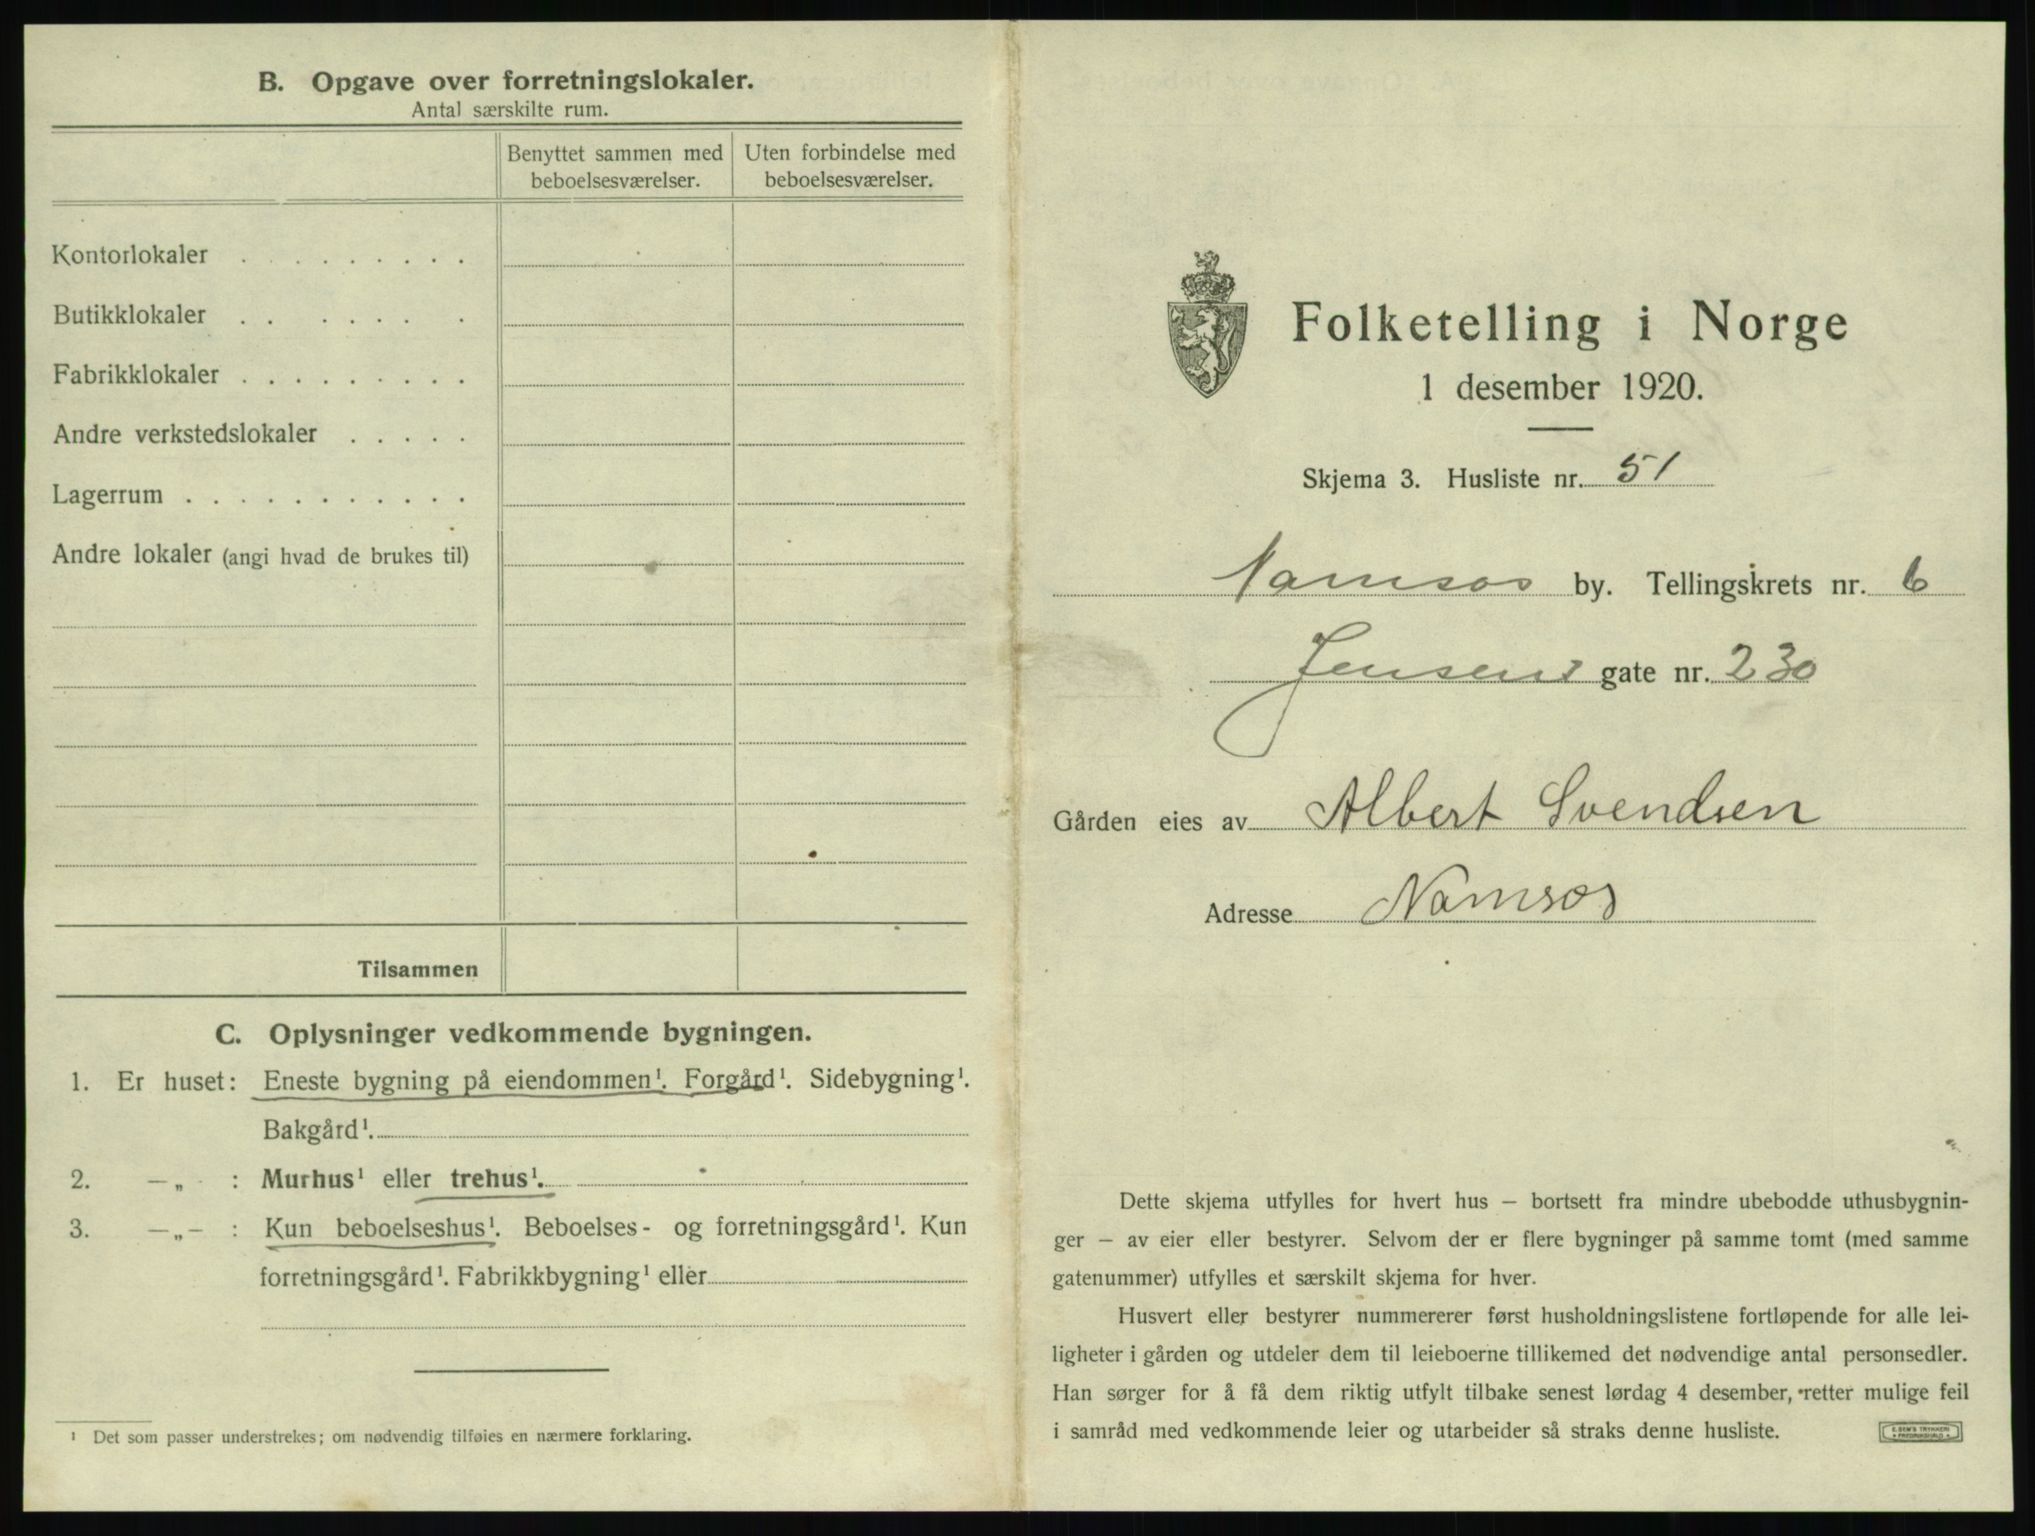 B. Opgave over forretningslokaler.
Antal særskilte rum.
Benyttet sammen med beboelsesværelser.
Uten forbindelse med beboelsesværelser.
Kontorlokaler . . . . . . . . .
Butikklokaler . . . . . . .
Fabrikklokaler . . . . . . . . .
Andre verkstedslokaler . . . . .
Lagerrum . . . . . . . . . . .
Andre lokaler (angi hvad de brukes til)
Tilsammen
C. Oplysninger vedkommende bygningen.
1. Er huset: Eneste bygning på eiendommen¹. Forgård¹. Sidebygning¹.
Bakgård¹.
2. —„- : Murhus¹ eller trehus¹.
3. —„— : Kun beboelseshus¹. Beboelses- og forretningsgård¹. Kun
forretningsgård¹. Fabrikkbygning¹ eller
¹ Det som passer understrekes; om nødvendig tilføies en nærmere forklaring.
Folketelling i Norge
1 desember 1920.
Skjema 3. Husliste nr. 51
Namsos by. Tellingskrets nr. 6
Jensens gate nr. 230
Gården eies av Albert Svendsen
Adresse Namsos
Dette skjema utfylles for hvert hus — bortsett fra mindre ubebodde uthusbygnin-
ger — av eier eller bestyrer. Selvom der er flere bygninger på samme tomt (med samme
gatenummer) utfylles et særskilt skjema for hver.
Husvert eller bestyrer nummererer først husholdningslistene fortløpende for alle lei-
ligheter i gården og utdeler dem til leieboerne tillikemed det nødvendige antal personsedler.
Han sørger for å få dem riktig utfylt tilbake senest lørdag 4 desember, retter mulige feil
i samråd med vedkommende leier og utarbeider så straks denne husliste.
E. SEM'S TRYKKERI
FREDRIKSHALD